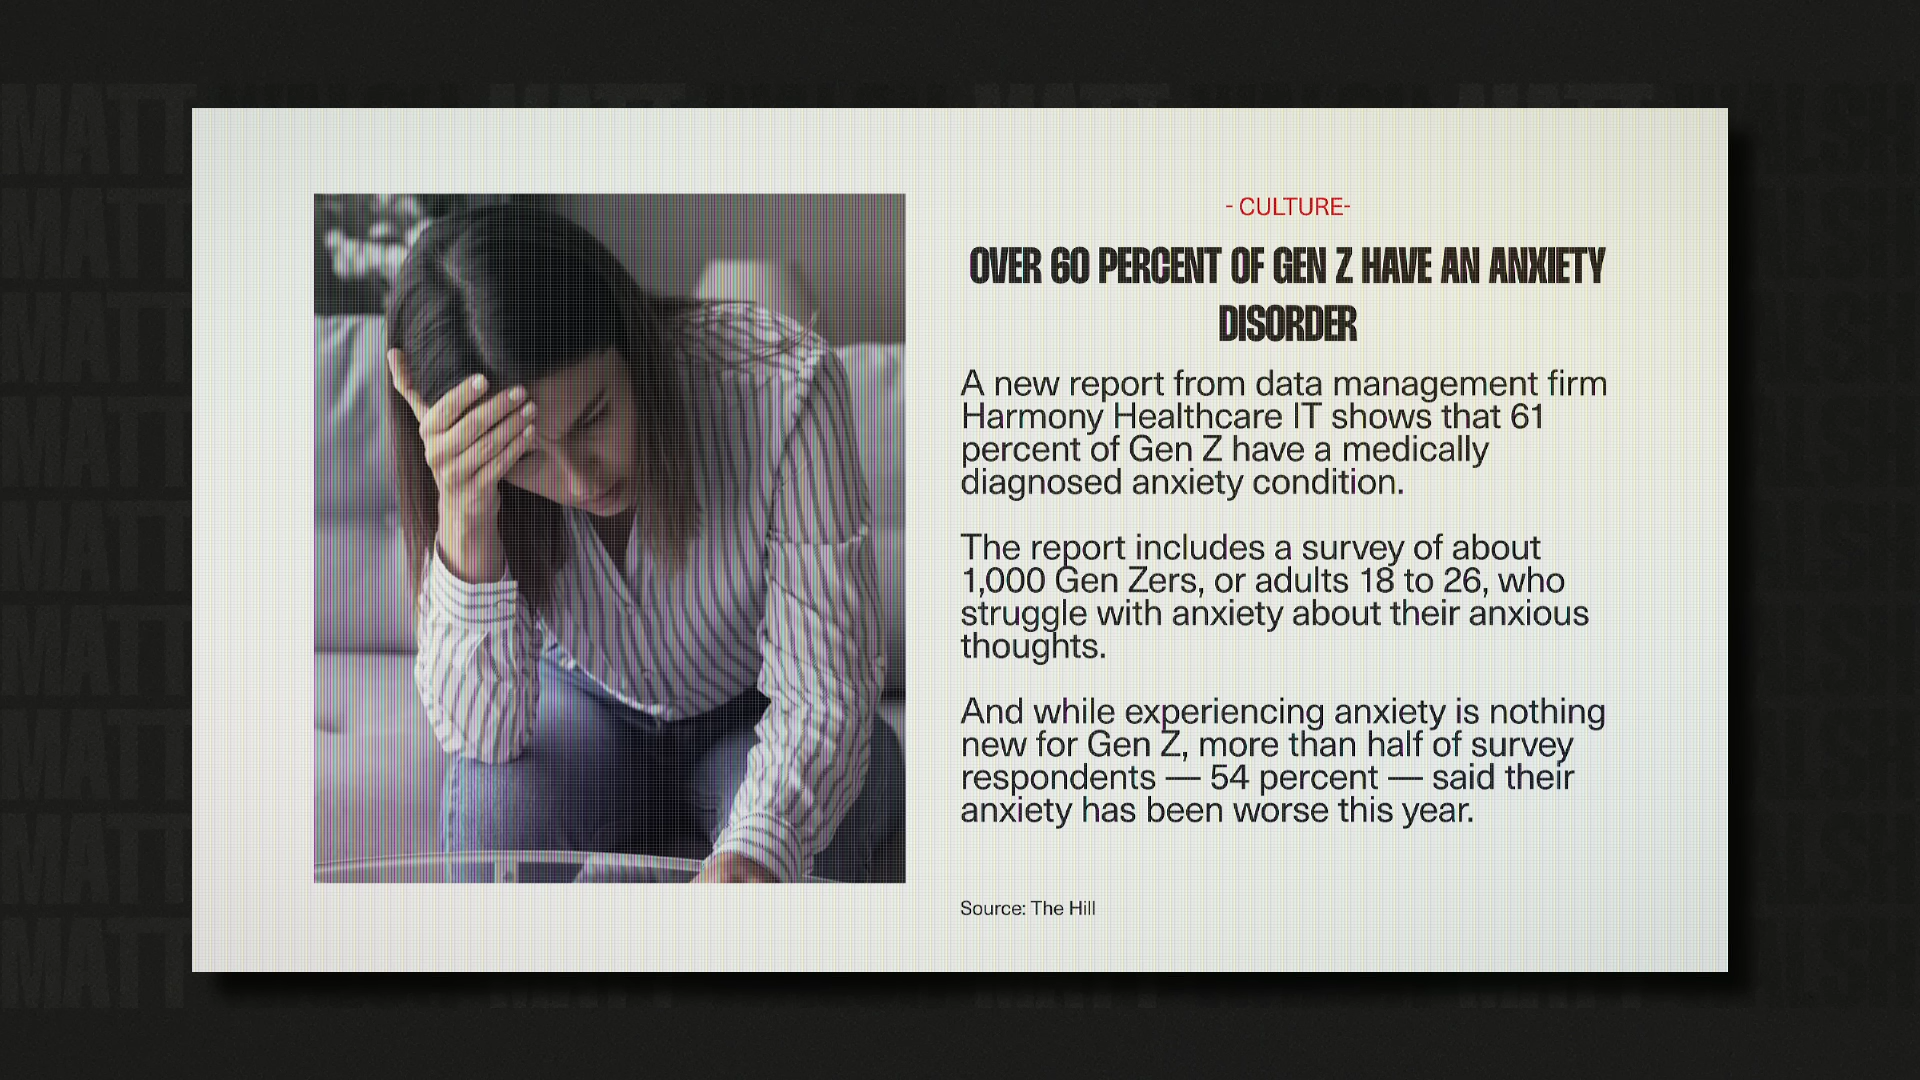 - CULTURE-
OVER 60 PERCENT OF GEN Z HAVE AN ANXIETY
DISORDER
A new report from data management firm
Harmony Healthcare IT shows that 61
percent of Gen Z have a medically
diagnosed anxiety condition.
The report includes a survey of about
1,000 Gen Zers, or adults 18 to 26, who
struggle with anxiety about their anxious
thoughts.
And while experiencing anxiety is nothing
new for Gen Z, more than half of survey
respondents — 54 percent — said their
anxiety has been worse this year.
Source: The Hill